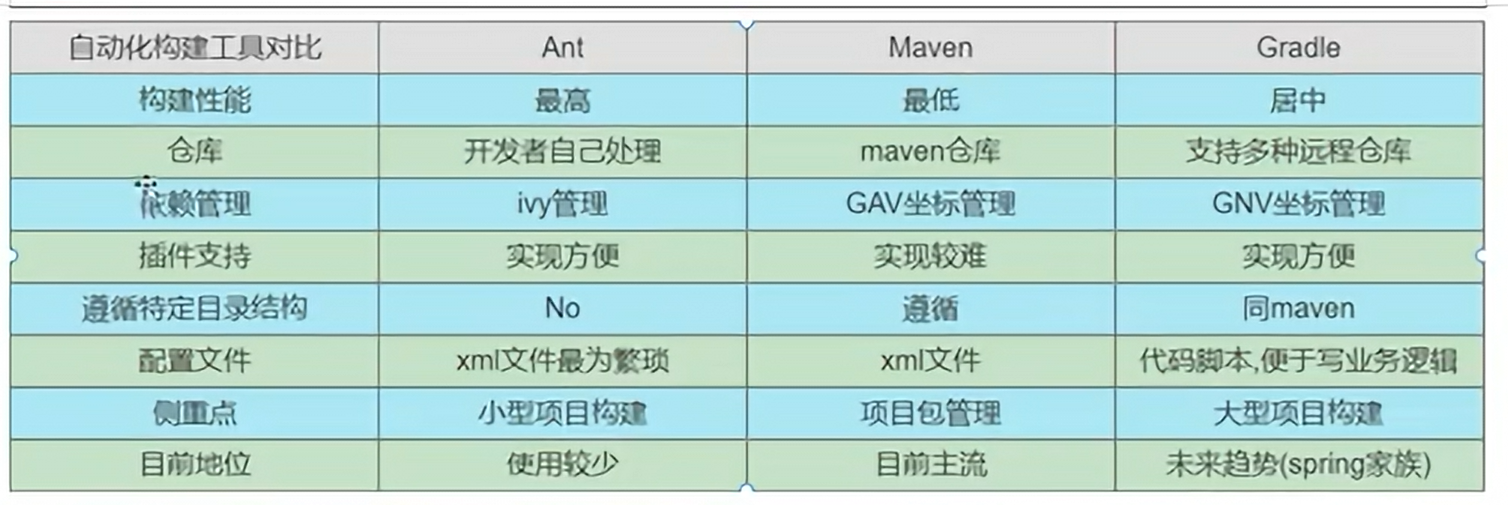 自动化构建工具对比 Ant Maven Gradle
构建性能 最高 最低 居中
仓库 开发者自己处理 maven仓库 支持多种远程仓库
依赖管理 ivy管理 GAV坐标管理 GNV坐标管理
插件支持 实现方便 实现较难 实现方便
遵循特定目录结构 No 遵循 同maven
配置文件 xml文件最为繁琐 xml文件 代码脚本,便于写业务逻辑
侧重点 小型项目构建 项目包管理 大型项目构建
目前地位 使用较少 目前主流 未来趋势(spring家族)